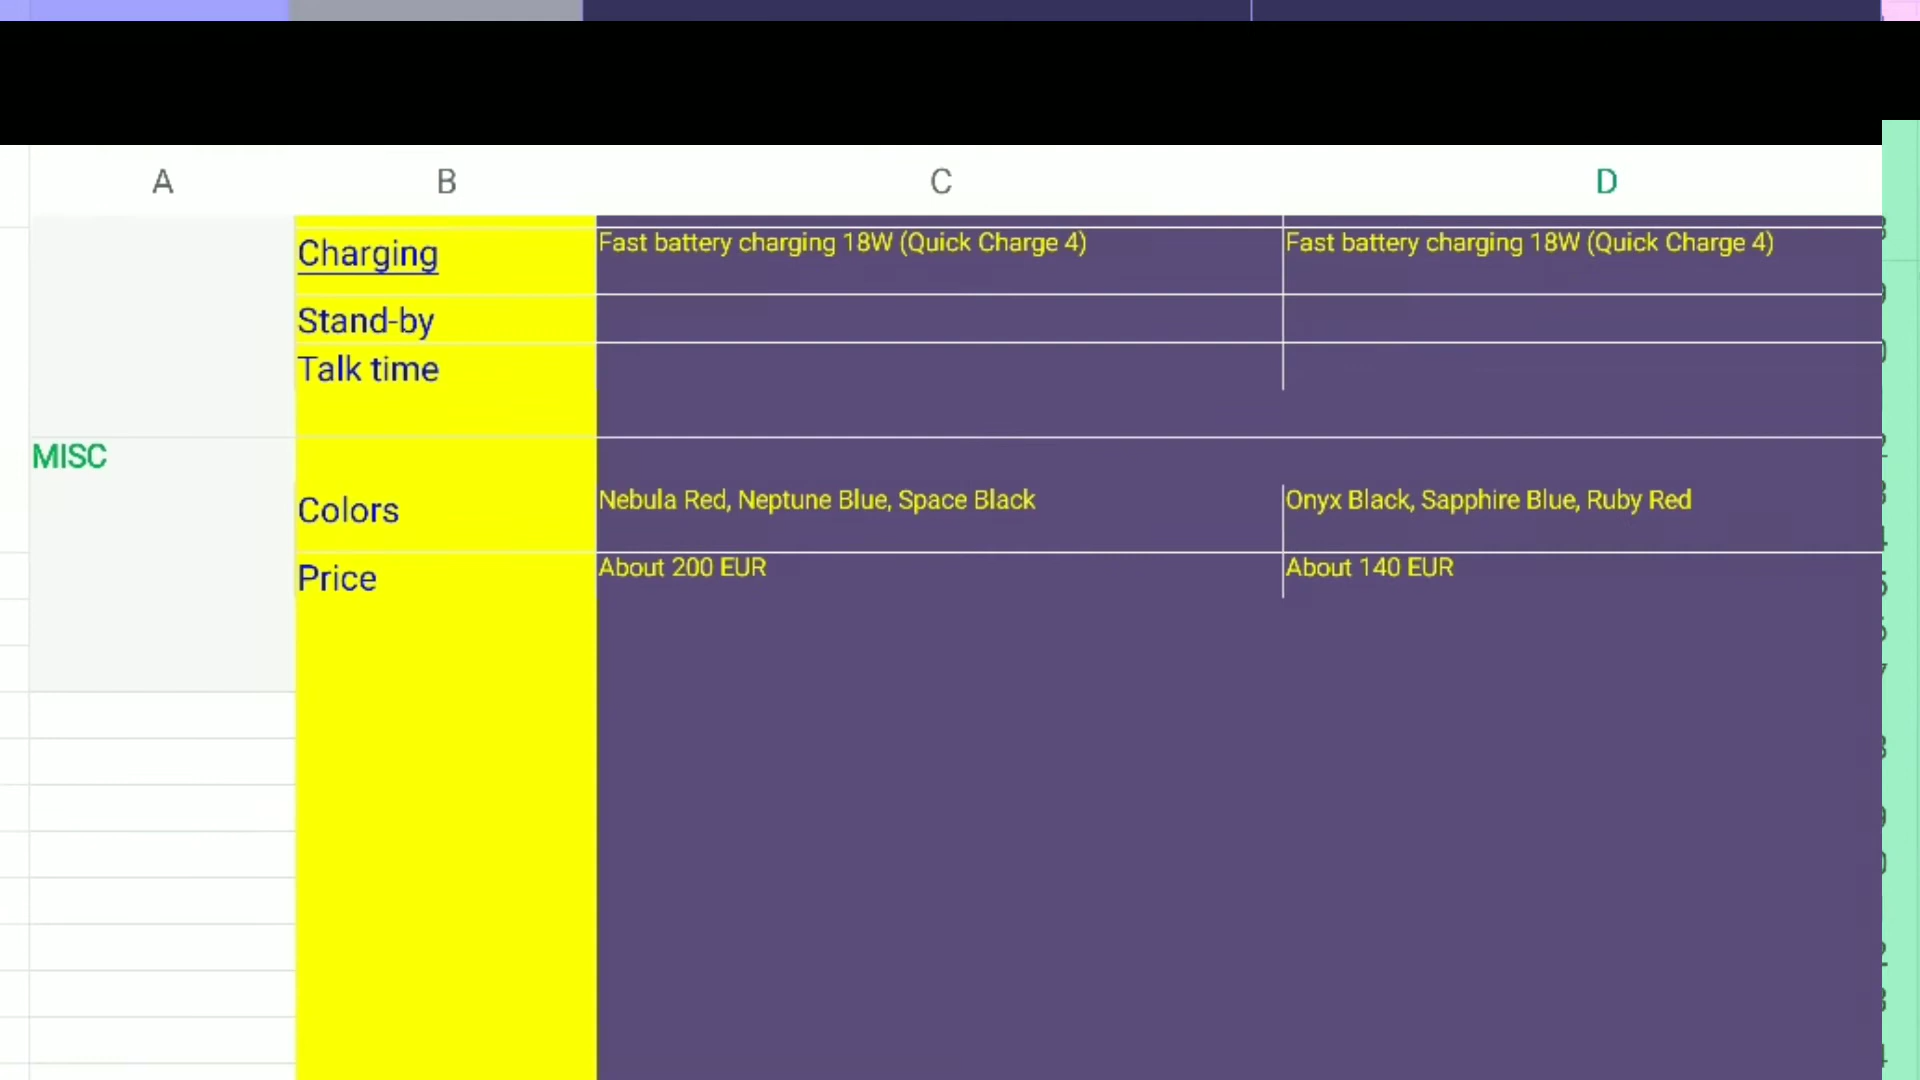 A B C D
Charging Fast battery charging 18W (Quick Charge 4) Fast battery charging 18W (Quick Charge 4)
Stand-by
Talk time
MISC
Colors Nebula Red, Neptune Blue, Space Black Onyx Black, Sapphire Blue, Ruby Red
Price About 200 EUR About 140 EUR